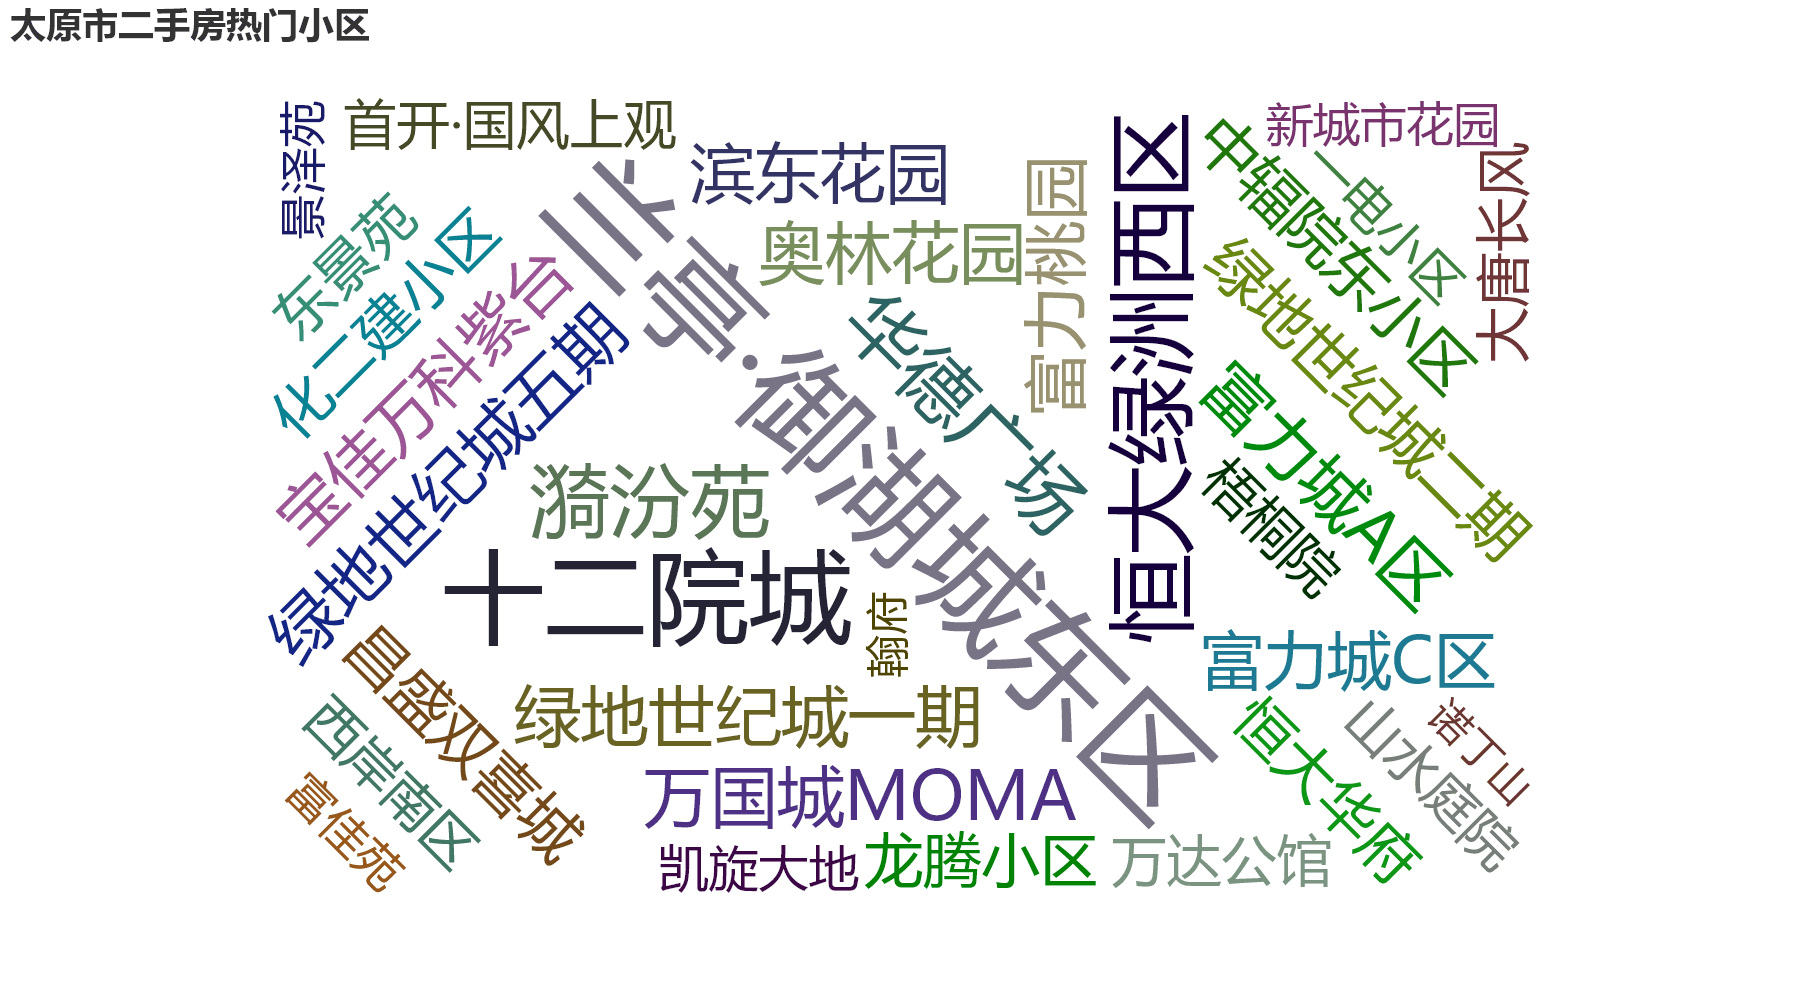 太原市二手房热门小区
景泽苑
首开·国风上观
新城市花园
滨东花园
兰亭·御湖城东区
奥林花园
富力桃园
恒大绿洲西区
中辐院东小区
一电小区
大唐长风
东景苑
化二建小区
宝佳万科紫台
绿地世纪城五期
华德广场
绿地世纪城二期
富力城A区
梧桐院
漪汾苑
十二院城
翰府
昌盛双喜城
西岸南区
富佳苑
绿地世纪城一期
富力城C区
恒大华府
山水庭院
诺丁山
万国城MOMA
凯旋大地
龙腾小区
万达公馆